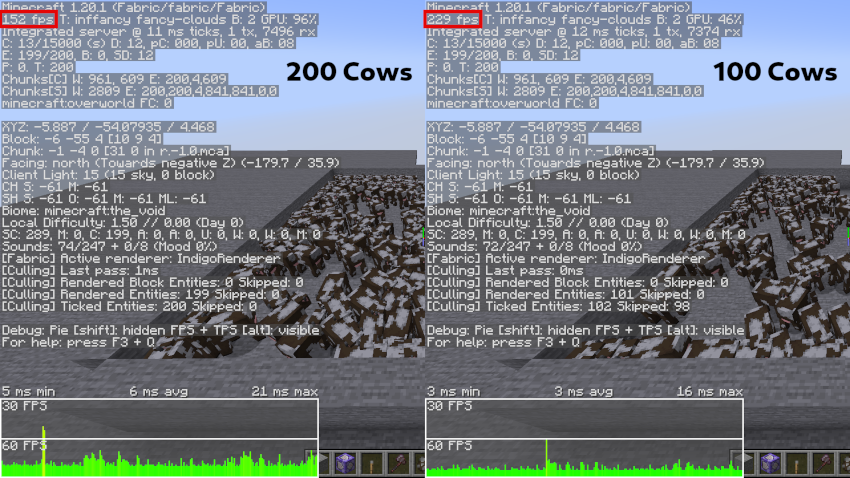 Minecraft 1.20.1 (Fabric/fabric/Fabric)
152 fps T: inffancy fancy-clouds B: 2 GPU: 96%
Integrated server @ 11 ms ticks, 1 tx, 7496 rx
C: 13/15000 (s) D: 12, pC: 000, pU: 00, aB: 08
E: 199/200, B: 0, SD: 12
P: 0. T: 200
Chunks[C] W: 961, 609 E: 200,4,609
Chunks[S] W: 2809 E: 200,200,4,841,841,0,0
minecraft:overworld FC: 0
200 Cows
XYZ: -5.887 / -54.07935 / 4.468
Block: -6 -55 4 [10 9 4]
Chunk: -1 -4 0 [31 0 in r.-1.0.mca]
Facing: north (Towards negative Z) (-179.7 / 35.9)
Client Light: 15 (15 sky, 0 block)
CH S: -61 M: -61
SH S: -61 O: -61 M: -61 ML: -61
Biome: minecraft:the_void
Local Difficulty: 1.50 // 0.00 (Day 0)
SC: 289, M: 0, C: 199, A: 0, A: 0, U: 0, W: 0, W: 0, M: 0
Sounds: 74/247 + 0/8 (Mood 0%)
[Fabric] Active renderer: IndigoRenderer
[Culling] Last pass: 1ms
[Culling] Rendered Block Entities: 0 Skipped: 0
[Culling] Rendered Entities: 199 Skipped: 0
[Culling] Ticked Entities: 200 Skipped: 0
Debug: Pie [shift]: hidden FPS + TPS [alt]: visible
For help: press F3 + Q
5 ms min 6 ms avg 21 ms max
30 FPS
60 FPS
Minecraft 1.20.1 (Fabric/fabric/Fabric)
229 fps T: inffancy fancy-clouds B: 2 GPU: 46%
Integrated server @ 12 ms ticks, 1 tx, 7374 rx
C: 13/15000 (s) D: 12, pC: 000, pU: 00, aB: 08
E: 199/200, B: 0, SD: 12
P: 0. T: 200
Chunks[C] W: 961, 609 E: 200,4,609
Chunks[S] W: 2809 E: 200,200,4,841,841,0,0
minecraft:overworld FC: 0
100 Cows
XYZ: -5.887 / -54.07935 / 4.468
Block: -6 -55 4 [10 9 4]
Chunk: -1 -4 0 [31 0 in r.-1.0.mca]
Facing: north (Towards negative Z) (-179.7 / 35.9)
Client Light: 15 (15 sky, 0 block)
CH S: -61 M: -61
SH S: -61 O: -61 M: -61 ML: -61
Biome: minecraft:the_void
Local Difficulty: 1.50 // 0.00 (Day 0)
SC: 289, M: 0, C: 199, A: 0, A: 0, U: 0, W: 0, W: 0, M: 0
Sounds: 72/247 + 0/8 (Mood 0%)
[Fabric] Active renderer: IndigoRenderer
[Culling] Last pass: 0ms
[Culling] Rendered Block Entities: 0 Skipped: 0
[Culling] Rendered Entities: 101 Skipped: 0
[Culling] Ticked Entities: 102 Skipped: 98
Debug: Pie [shift]: hidden FPS + TPS [alt]: visible
For help: press F3 + Q
3 ms min 3 ms avg 16 ms max
30 FPS
60 FPS